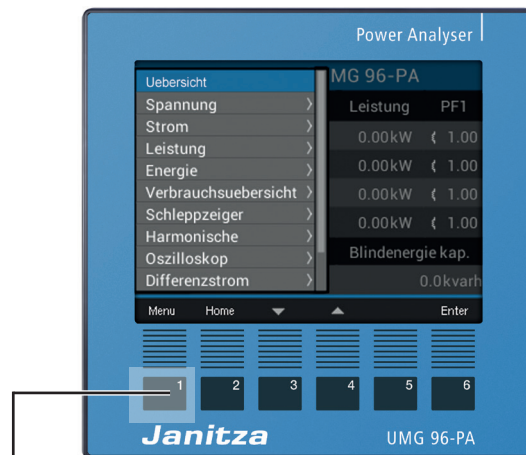 Power Analyser
Uebersicht
MG 96-PA
Spannung
Leistung PF1
Strom
0.00kW 1.00
Leistung
Energie
0.00kW 1.00
Verbrauchsuebersicht
0.00kW 1.00
Schleppzeiger
0.00kW 1.00
Harmonische
Oszilloskop
Blindenergie kap.
Differenzstrom
0.0kvarh
Menu Home Enter
1 2 3 4 5 6
Janitza UMG 96-PA